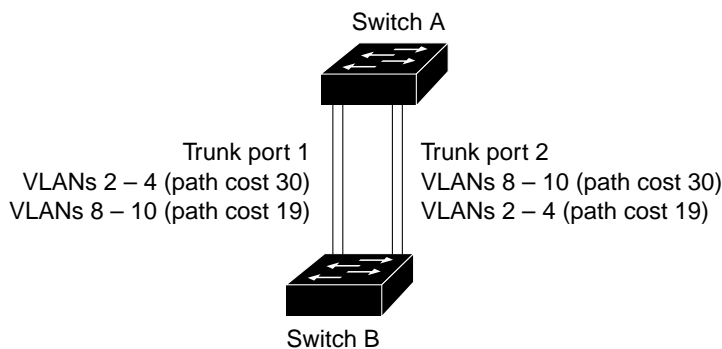 Switch A
Trunk port 1
VLANs 2 – 4 (path cost 30)
VLANs 8 – 10 (path cost 19)
Trunk port 2
VLANs 8 – 10 (path cost 30)
VLANs 2 – 4 (path cost 19)
Switch B